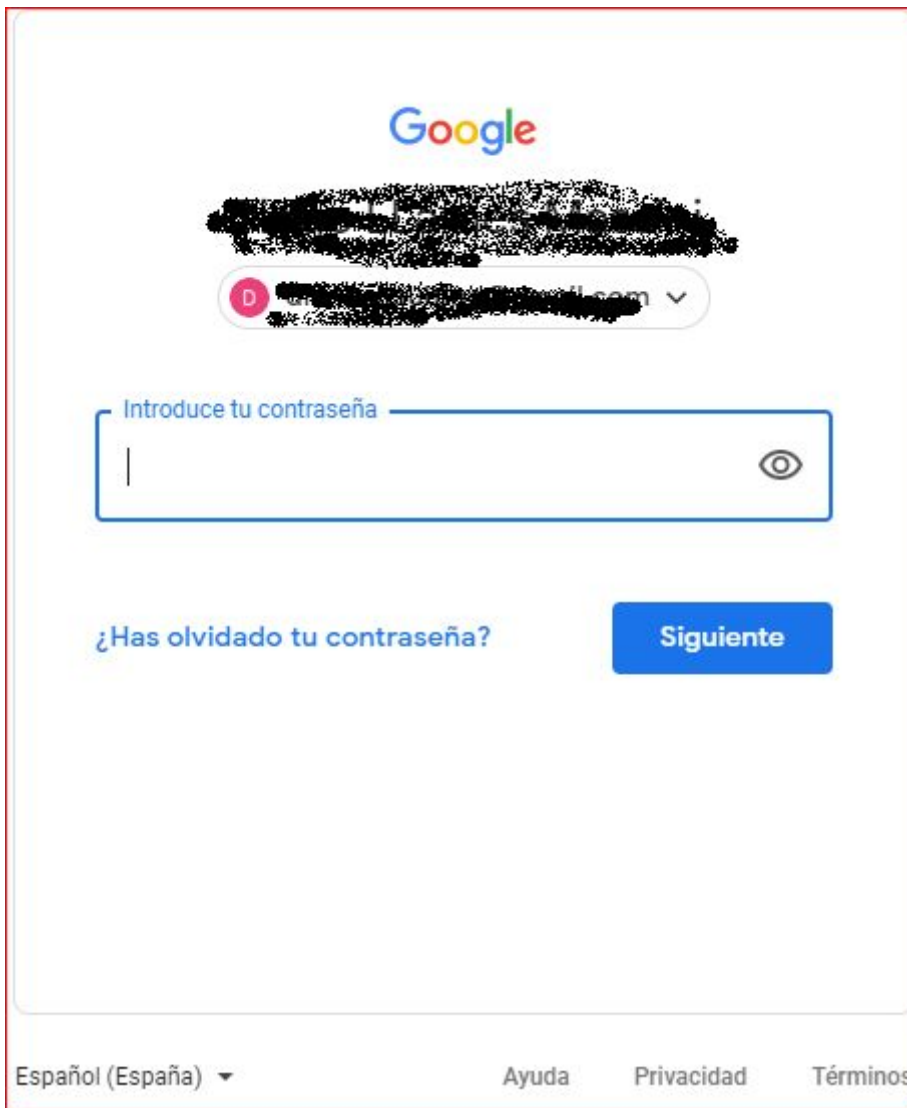 Google
D
Introduce tu contraseña
¿Has olvidado tu contraseña?
Siguiente
Español (España)
Ayuda
Privacidad
Términos